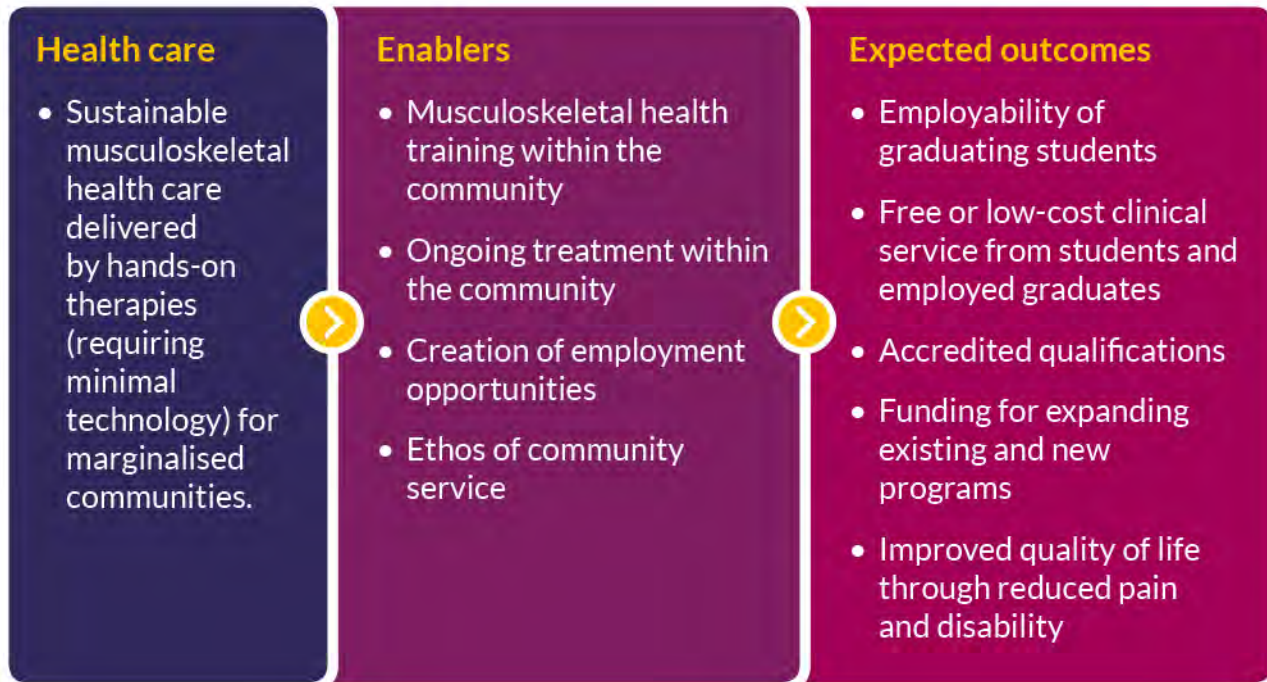 Health care
• Sustainable
musculoskeletal
health care
delivered
by hands-on
therapies
(requiring
minimal
technology) for
marginalised
communities.
Enablers
• Musculoskeletal health
training within the
community
• Ongoing treatment within
the community
• Creation of employment
opportunities
• Ethos of community
service
Expected outcomes
• Employability of
graduating students
• Free or low-cost clinical
service from students and
employed graduates
• Accredited qualifications
• Funding for expanding
existing and new
programs
• Improved quality of life
through reduced pain
and disability